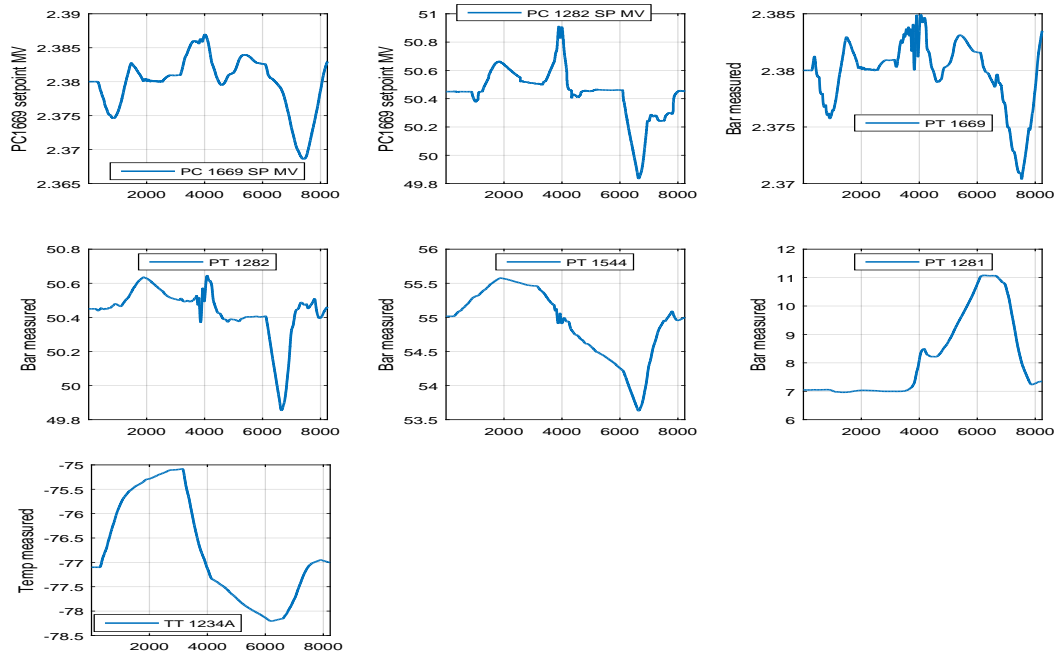 PC1669 setpoint MV
2.39
2.385
2.38
2.375
2.37
2.365
PC 1669 SP MV
2000 4000 6000 8000
PC1669 setpoint MV
51
50.8
50.6
50.4
50.2
50
49.8
PC 1282 SP MV
2000 4000 6000 8000
Bar measured
2.385
2.38
2.375
2.37
PT 1669
2000 4000 6000 8000
Bar measured
50.8
50.6
50.4
50.2
50
49.8
PT 1282
2000 4000 6000 8000
Bar measured
56
55.5
55
54.5
54
53.5
PT 1544
2000 4000 6000 8000
Bar measured
12
11
10
9
8
7
6
PT 1281
2000 4000 6000 8000
Temp measured
-75
-75.5
-76
-76.5
-77
-77.5
-78
-78.5
TT 1234A
2000 4000 6000 8000